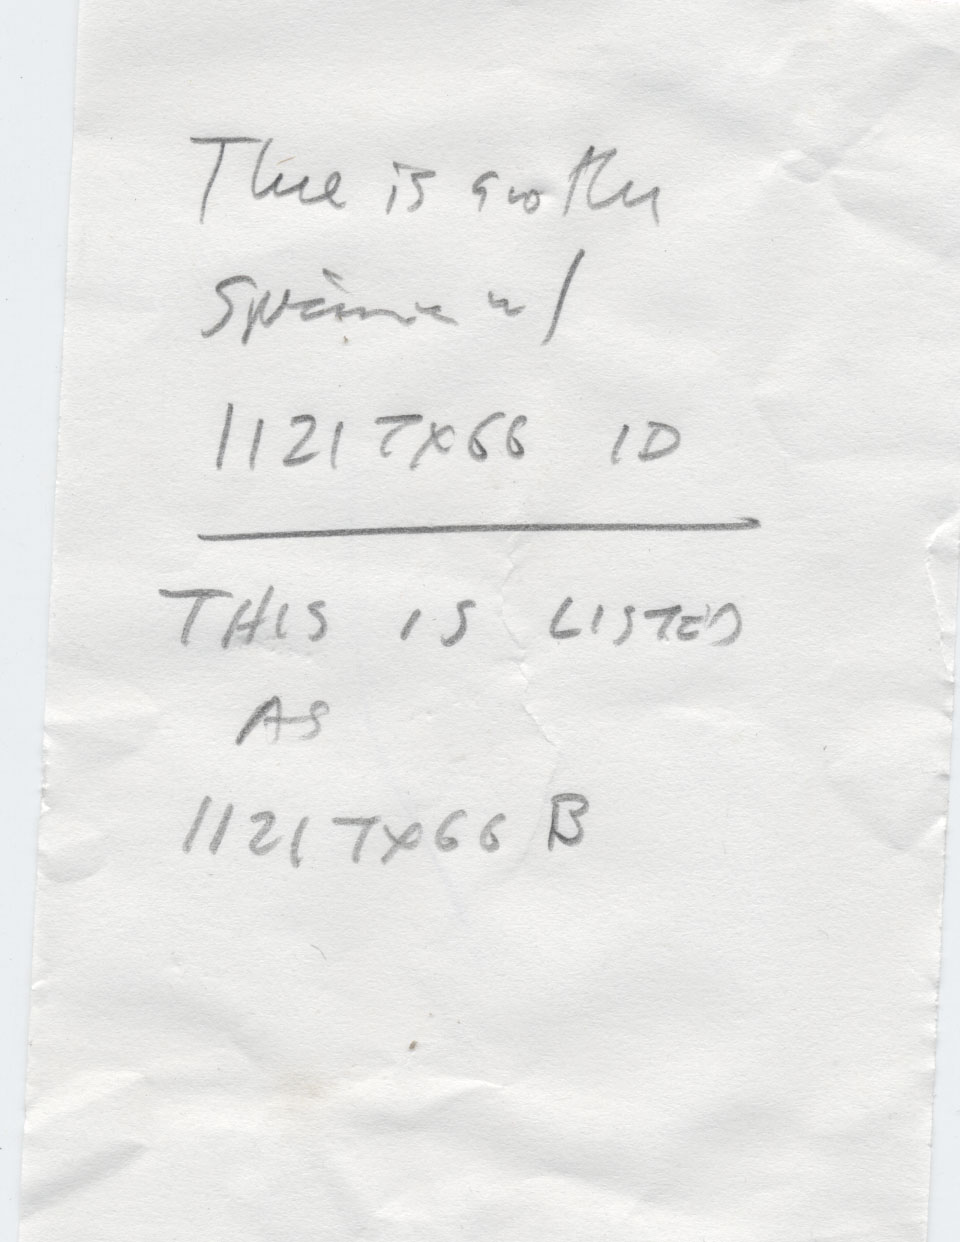 There is another
specimen w/
1121TX66 ID
THIS IS LISTED
AS
1121TX66 B